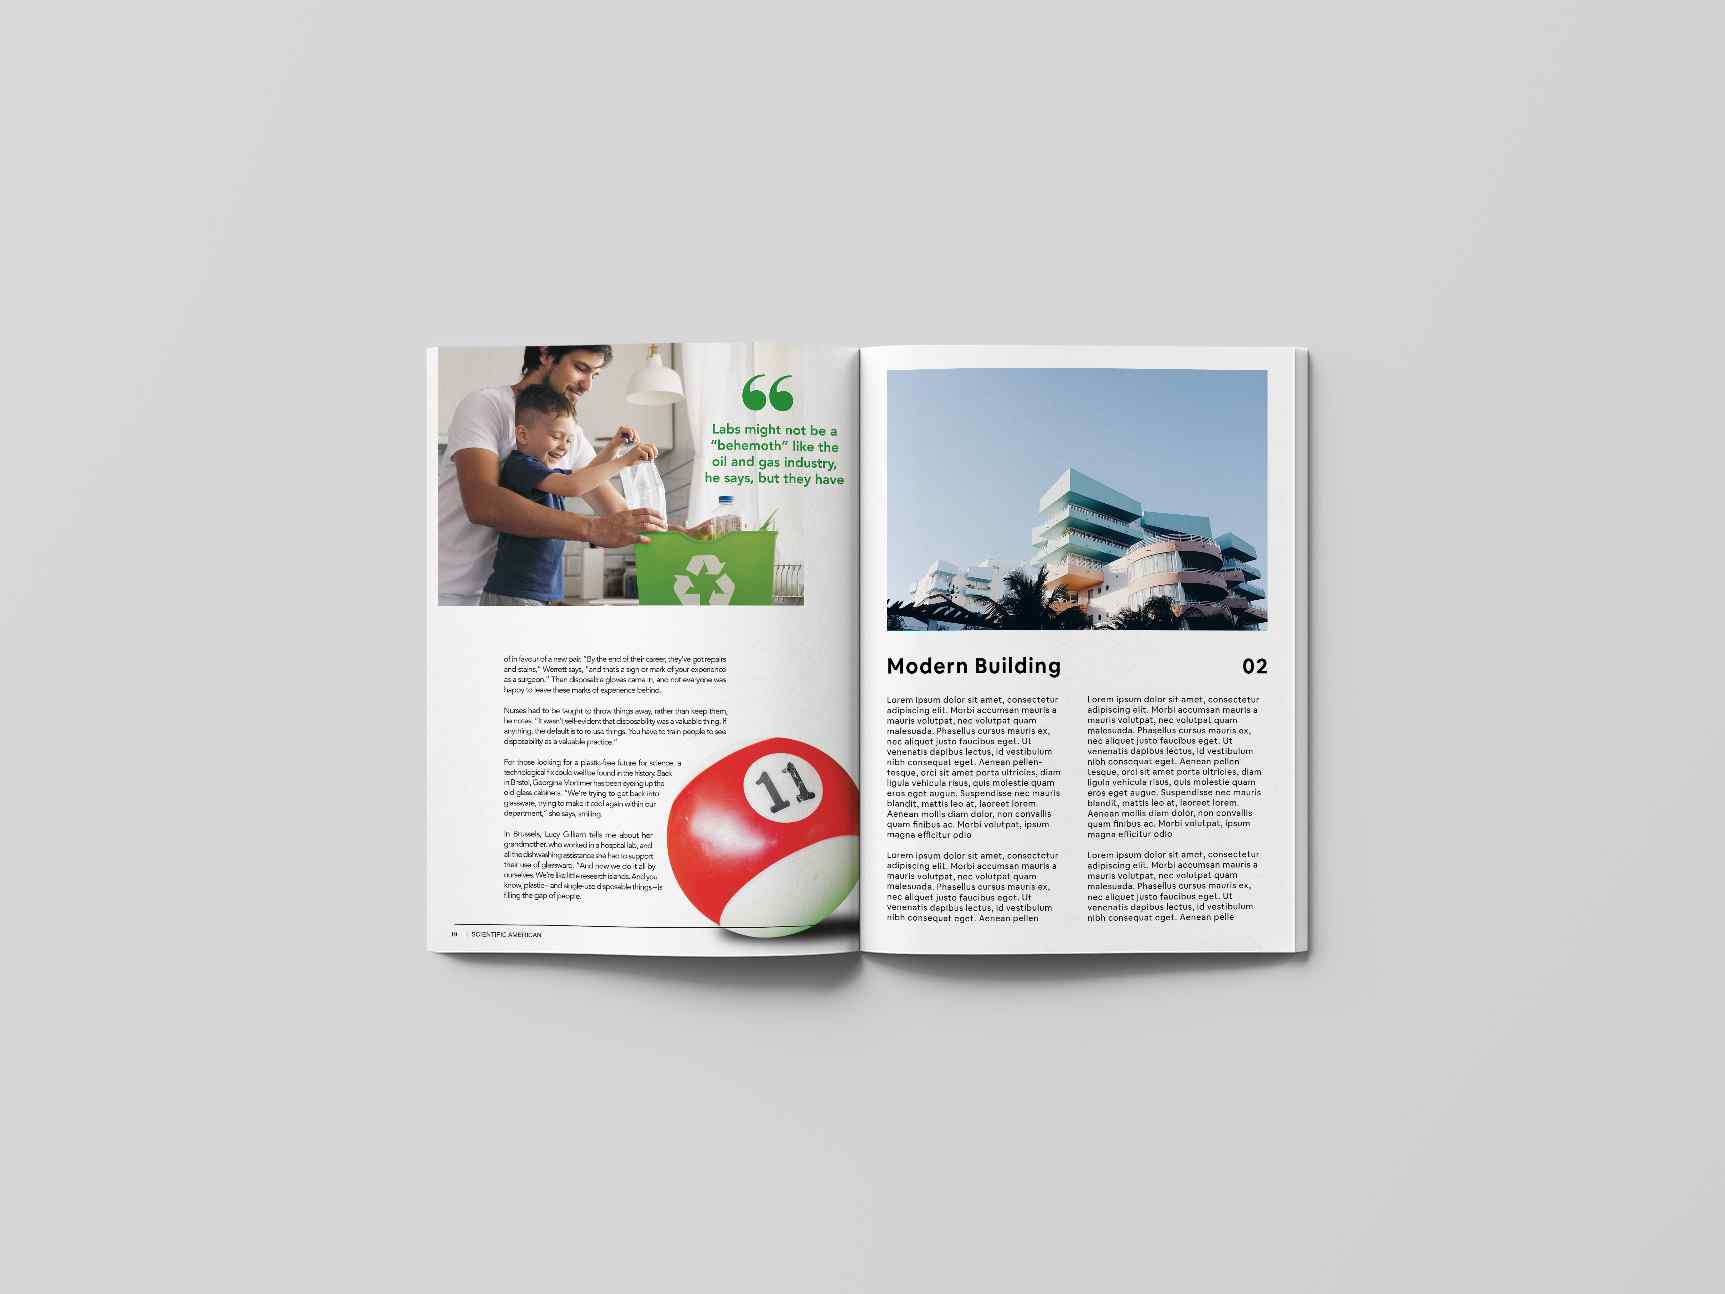 “
Labs might not be a
“behemoth” like the
oil and gas industry,
he says, but they have
of in favour of a new pair. “By the end of their career, they’ve got repairs
and stains,” Worrett says, “and that’s a sign or mark of your experience
as a surgeon.” Then disposable gloves came in, and not everyone was
happy to leave these marks of experience behind.
Nurses had to be taught to throw things away, rather than keep them,
he notes. “It wasn’t self-evident that disposability was a valuable thing. If
anything, the default is to re use things. You have to train people to see
disposability as a valuable practice.”
For those looking for a plastic-free future for science, a
technological fix could well be found in the history. Back
in Bristol, Georgina Mortimer has been eyeing up the
old glass cabinets. “We’re trying to get back into
glassware, trying to make it cool again within our
department,” she says, smiling.
In Brussels, Lucy Gilliam tells me about her
grandmother, who worked in a hospital lab, and
all the dishwashing assistance she had to support
their use of glassware. “And now we do it all by
ourselves. We’re like little research islands. And you
know, plastic– and single-use disposable things–is
filling the gap of people.
11
SCIENTIFIC AMERICAN
Modern Building 02
Lorem ipsum dolor sit amet, consectetur
adipiscing elit. Morbi accumsan mauris a
mauris volutpat, nec volutpat quam
malesuada. Phasellus cursus mauris ex,
nec aliquet justo faucibus eget. Ut
venenatis dapibus lectus, id vestibulum
nibh consequat eget. Aenean pellen-
tesque, orci sit amet porta ultricies, diam
ligula vehicula risus, quis molestie quam
eros eget augue. Suspendisse nec mauris
blandit, mattis leo at, laoreet lorem.
Aenean mollis diam dolor, non convallis
quam finibus ac. Morbi volutpat, ipsum
magna efficitur odio
Lorem ipsum dolor sit amet, consectetur
adipiscing elit. Morbi accumsan mauris a
mauris volutpat, nec volutpat quam
malesuada. Phasellus cursus mauris ex,
nec aliquet justo faucibus eget. Ut
venenatis dapibus lectus, id vestibulum
nibh consequat eget. Aenean pellen
Lorem ipsum dolor sit amet, consectetur
adipiscing elit. Morbi accumsan mauris a
mauris volutpat, nec volutpat quam
malesuada. Phasellus cursus mauris ex,
nec aliquet justo faucibus eget. Ut
venenatis dapibus lectus, id vestibulum
nibh consequat eget. Aenean pellen
tesque, orci sit amet porta ultricies, diam
ligula vehicula risus, quis molestie quam
eros eget augue. Suspendisse nec mauris
blandit, mattis leo at, laoreet lorem.
Aenean mollis diam dolor, non convallis
quam finibus ac. Morbi volutpat, ipsum
magna efficitur odio
Lorem ipsum dolor sit amet, consectetur
adipiscing elit. Morbi accumsan mauris a
mauris volutpat, nec volutpat quam
malesuada. Phasellus cursus mauris ex,
nec aliquet justo faucibus eget. Ut
venenatis dapibus lectus, id vestibulum
nibh consequat eget. Aenean pelle